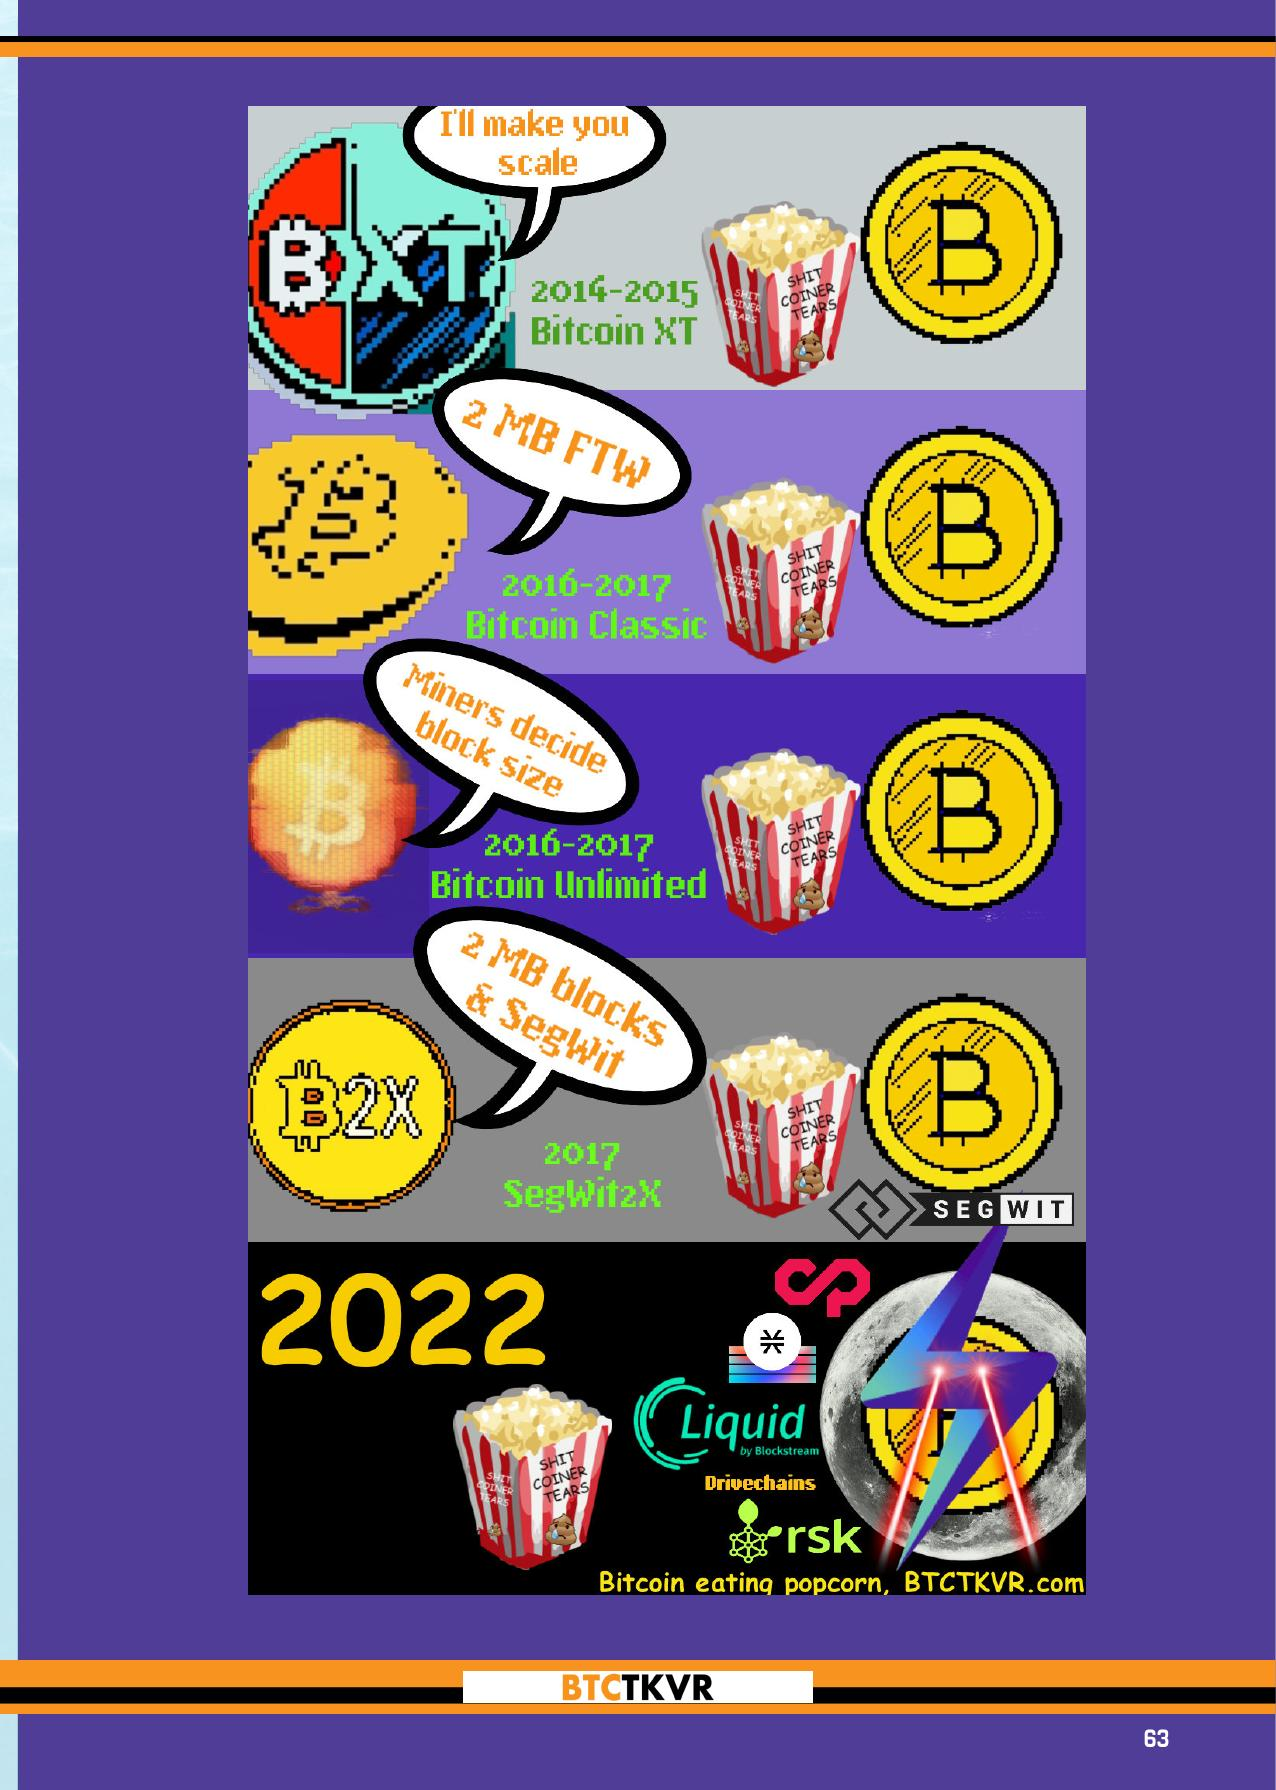 I'll make you
scale
B XT
SHIT
COINER
TEARS
SHIT
COINER
TEARS
B
2014-2015
Bitcoin XT
2 MB FTW
SHIT
COINER
TEARS
SHIT
COINER
TEARS
B
2016-2017
Bitcoin Classic
Miners decide
block size
B
SHIT
COINER
TEARS
SHIT
COINER
TEARS
B
2016-2017
Bitcoin Unlimited
2 MB blocks
& SegWit
B2X
SHIT
COINER
TEARS
SHIT
COINER
TEARS
B
2017
SegWit2X
SEGWIT
2022
SHIT
COINER
TEARS
SHIT
COINER
TEARS
Liquid
by Blockstream
Drivechains
rsk
Bitcoin eating popcorn, BTCTKVR.com
BTCTKVR
63